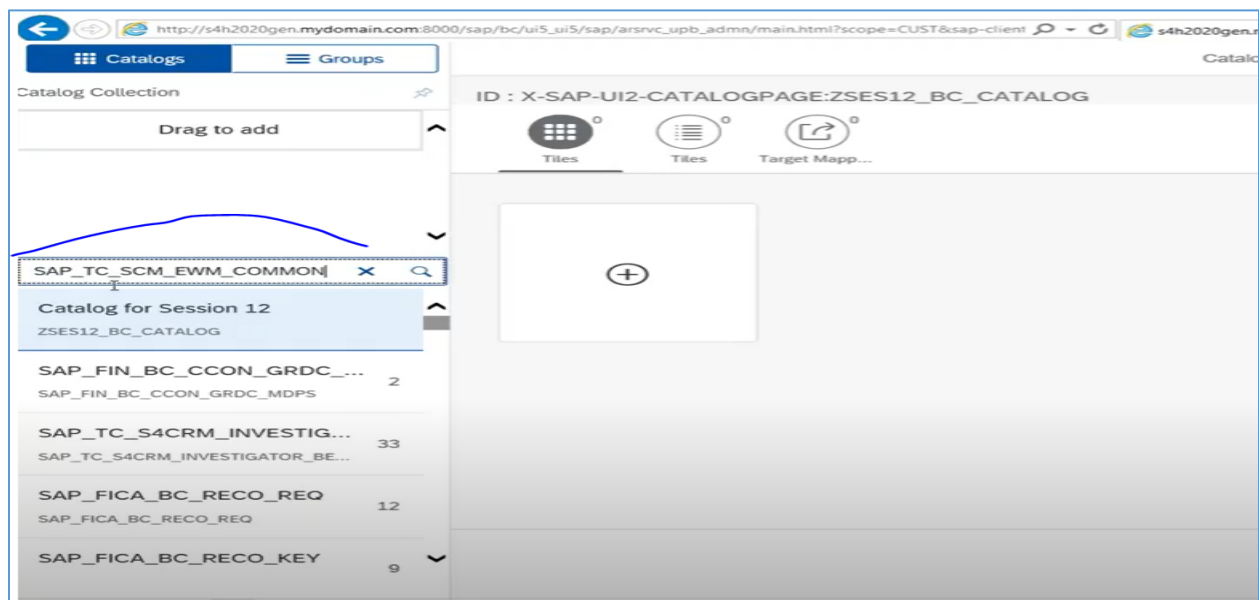 http://s4h2020gen.mydomain.com:8000/sap/bc/ui5_ui5/sap/arsrvc_upb_admn/main.html?scope=CUST&sap-client
s4h2020gen.
Catalogs
Groups
Catalo
Catalog Collection
ID : X-SAP-UI2-CATALOGPAGE:ZSES12_BC_CATALOG
Drag to add
0
0
0
Tiles
Tiles
Target Mapp...
SAP_TC_SCM_EWM_COMMON
Catalog for Session 12
ZSES12_BC_CATALOG
SAP_FIN_BC_CCON_GRDC_...
2
SAP_FIN_BC_CCON_GRDC_MDPS
SAP_TC_S4CRM_INVESTIG...
33
SAP_TC_S4CRM_INVESTIGATOR_BE...
SAP_FICA_BC_RECO_REQ
12
SAP_FICA_BC_RECO_REQ
SAP_FICA_BC_RECO_KEY
9